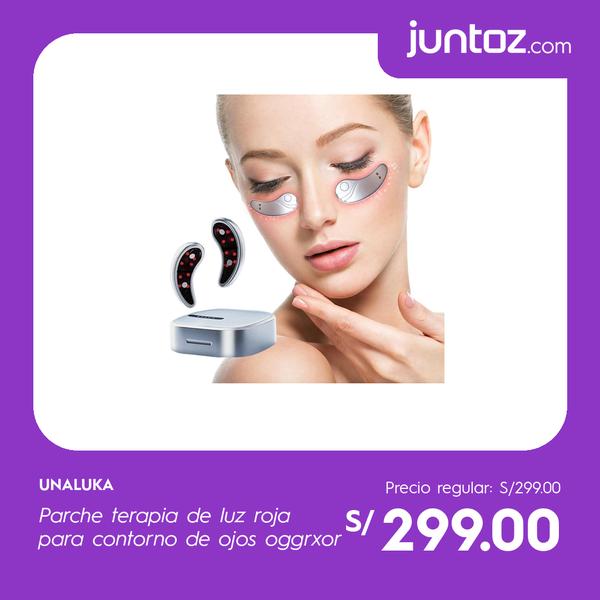 juntoz.com
UNALUKA
Parche terapia de luz roja
para contorno de ojos oggrxor
Precio regular: S/299.00
S/ 299.00